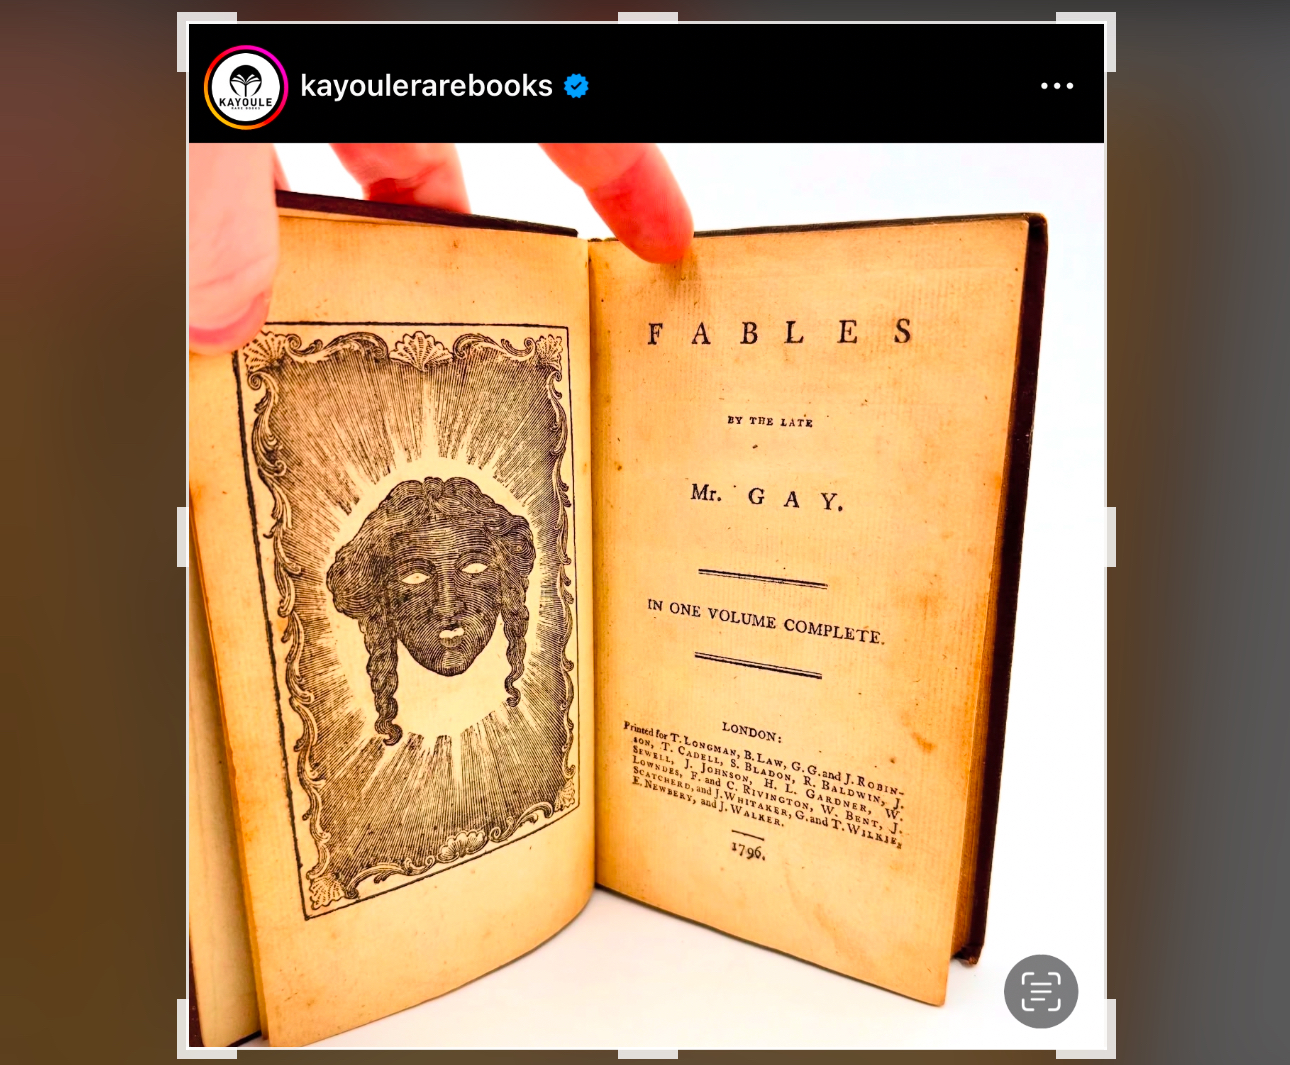 kayoulerarebooks
KAYOULE
RARE BOOKS
FABLES
BY THE LATE
Mr. GAY.
IN ONE VOLUME COMPLETE.
LONDON:
Printed for T. LONGMAN, B. LAW, G. G. and J. ROBIN-
SON, T. CADELL, S. BLADON, R. BALDWIN, J.
SEWELL, J. JOHNSON, H. L. GARDNER, W.
LOWNDES, F. and C. RIVINGTON, W. BENT, J.
SCATCHERD, and J. WHITAKER, G. and T. WILKIE,
E. NEWBERY, and J. WALKER.
1796.